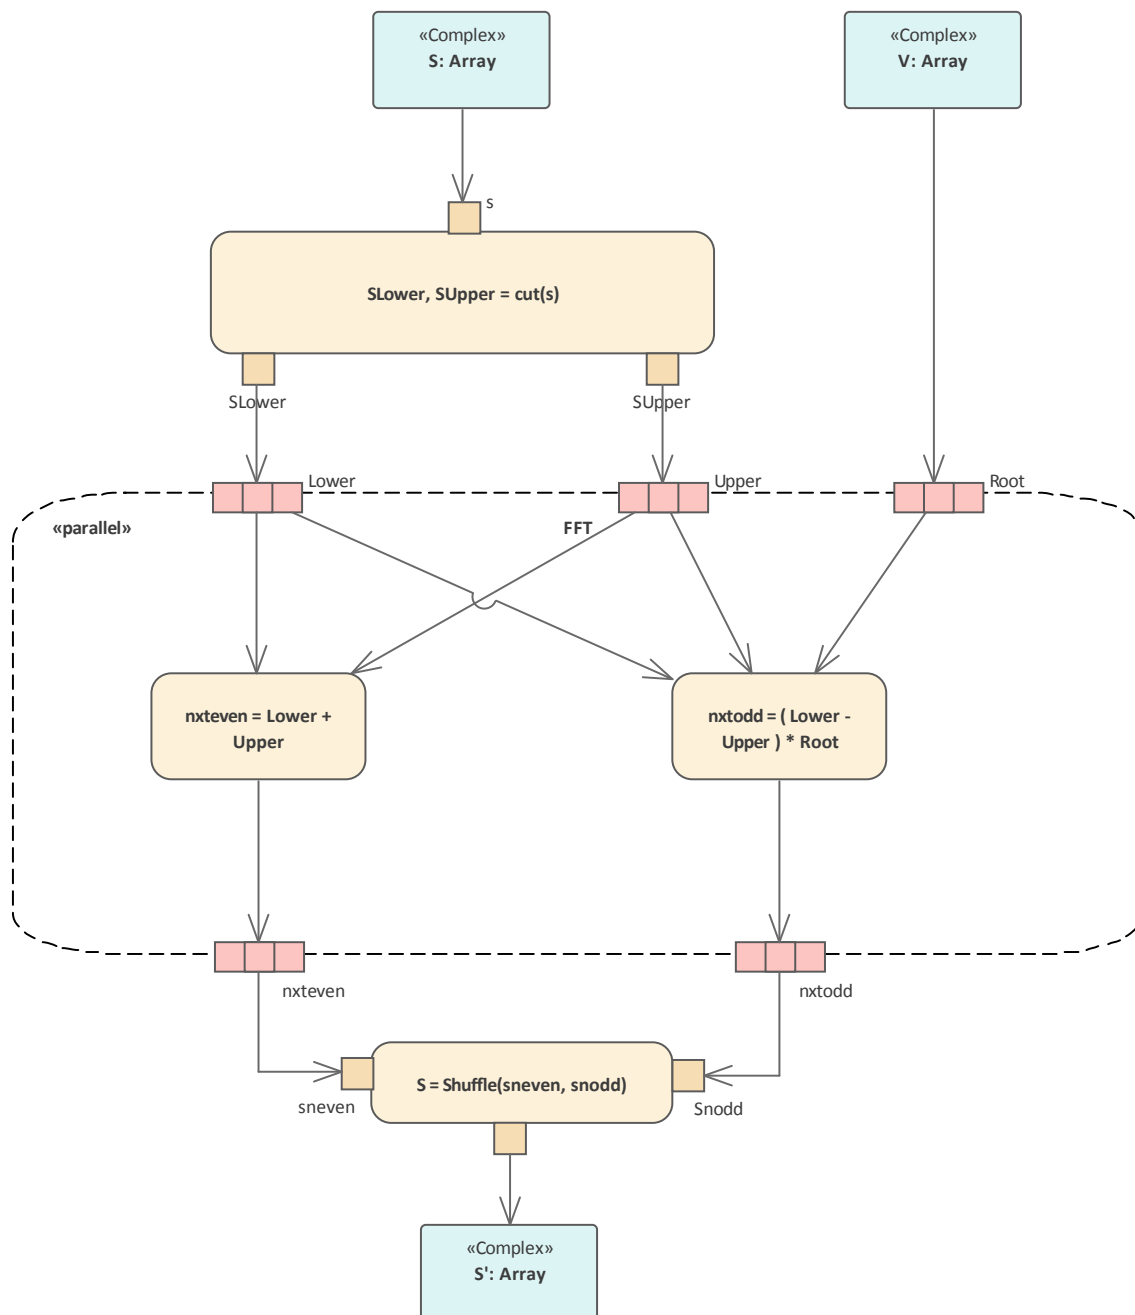 «Complex»
S: Array
«Complex»
V: Array
s
SLower, SUpper = cut(s)
SLower
SUpper
Lower
Upper
Root
«parallel»
FFT
nxteven = Lower +
Upper
nxtodd = ( Lower -
Upper ) * Root
nxteven
nxtodd
S = Shuffle(sneven, snodd)
sneven
Snodd
«Complex»
S': Array